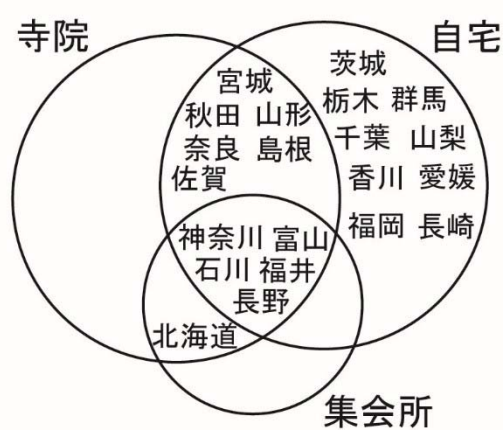 寺院
自宅
宮城
秋田 山形
奈良 島根
佐賀
茨城
栃木 群馬
千葉 山梨
香川 愛媛
福岡 長崎
神奈川 富山
石川 福井
長野
北海道
集会所